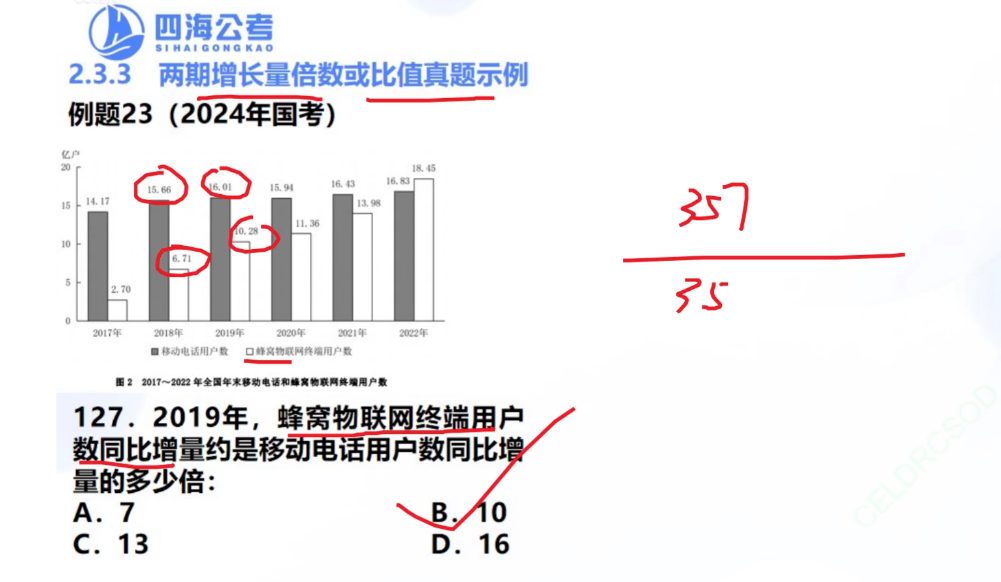 四海公考
SIHAIGONGKAO
2.3.3 两期增长量倍数或比值真题示例
例题23（2024年国考）
亿户
20
15
10
5
0
14.17
2.70
15.66
6.71
16.01
10.28
15.94
11.36
16.43
13.98
16.83
18.45
2017年 2018年 2019年 2020年 2021年 2022年
移动电话用户数 蜂窝物联网终端用户数
图 2 2017～2022 年全国年末移动电话和蜂窝物联网终端用户数
357
35
127．2019年，蜂窝物联网终端用户
数同比增量约是移动电话用户数同比增
量的多少倍：
A．7 B．10
C．13 D．16
CELDRCSOD